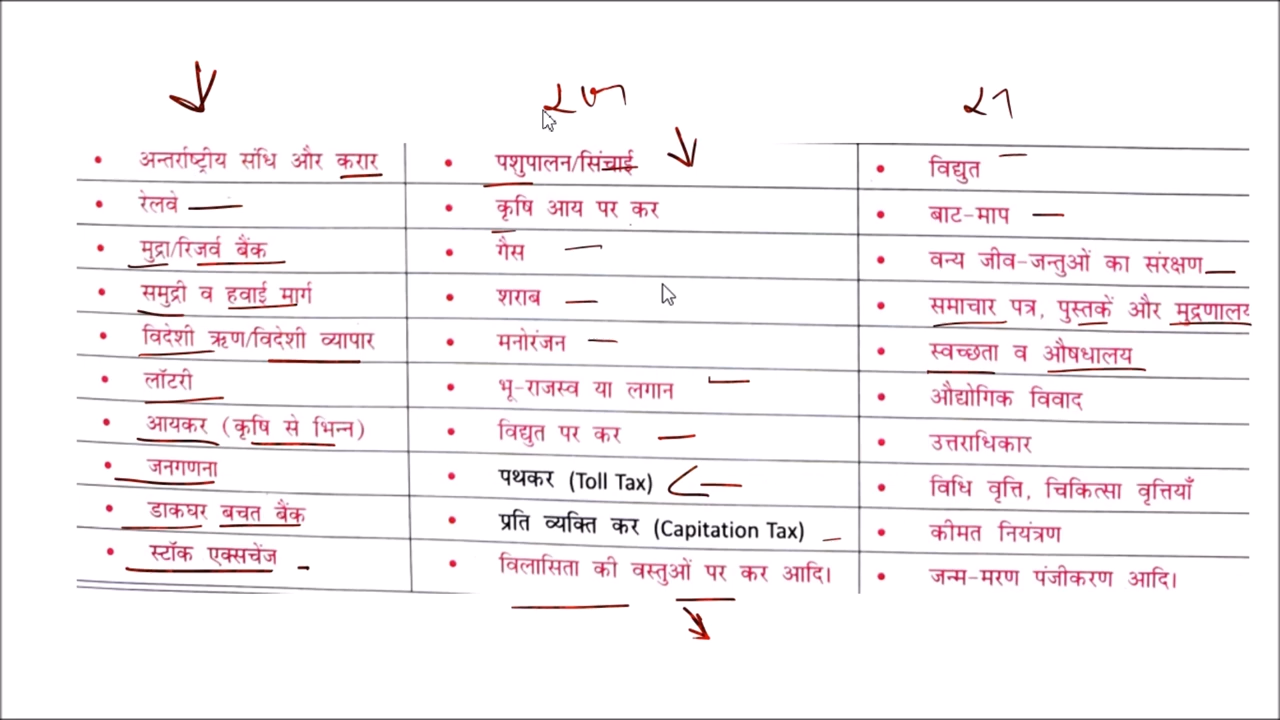 अन्तर्राष्ट्रीय संधि और करार
रेलवे
मुद्रा/रिजर्व बैंक
समुद्री व हवाई मार्ग
विदेशी ऋण/विदेशी व्यापार
लॉटरी
आयकर (कृषि से भिन्न)
जनगणना
डाकघर बचत बैंक
स्टॉक एक्सचेंज
पशुपालन/सिंचाई
कृषि आय पर कर
गैस
शराब
मनोरंजन
भू-राजस्व या लगान
विद्युत पर कर
पथकर (Toll Tax)
प्रति व्यक्ति कर (Capitation Tax)
विलासिता की वस्तुओं पर कर आदि।
विद्युत
बाट-माप
वन्य जीव-जन्तुओं का संरक्षण
समाचार पत्र, पुस्तकें और मुद्रणालय
स्वच्छता व औषधालय
औद्योगिक विवाद
उत्तराधिकार
विधि वृत्ति, चिकित्सा वृत्तियाँ
कीमत नियंत्रण
जन्म-मरण पंजीकरण आदि।